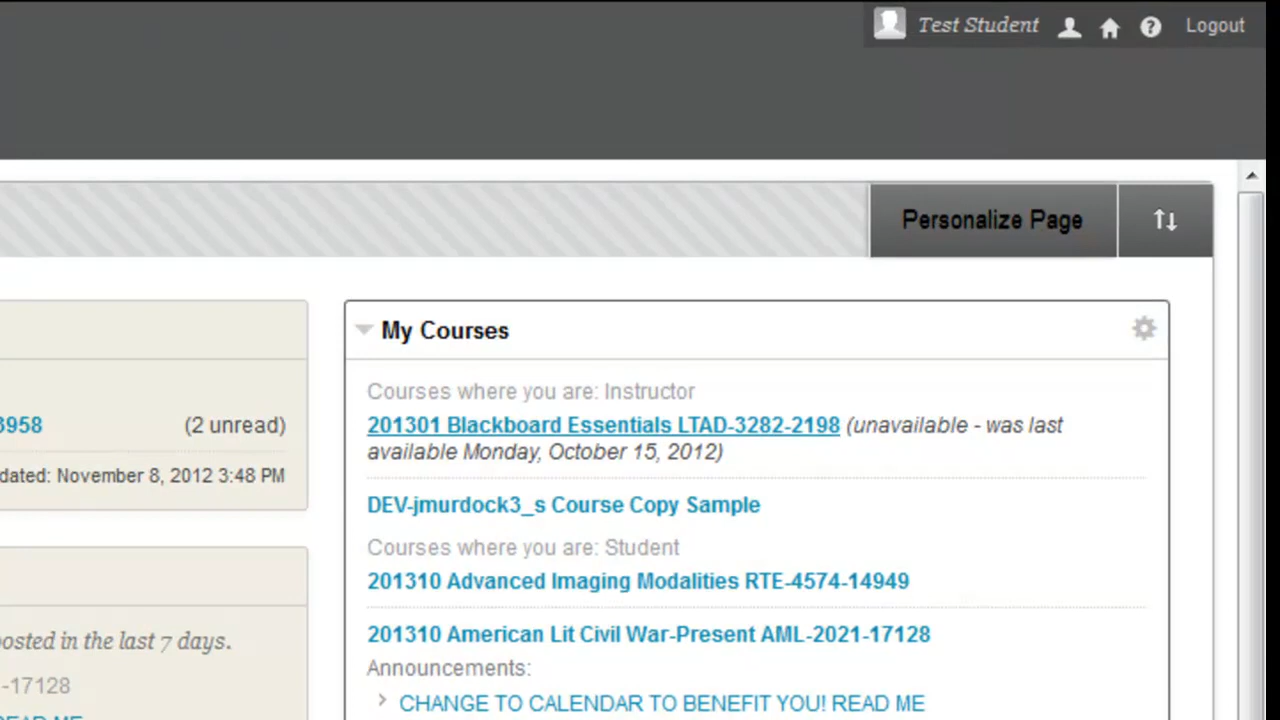 Test Student Logout
Personalize Page
My Courses
Courses where you are: Instructor
201301 Blackboard Essentials LTAD-3282-2198 (unavailable - was last
available Monday, October 15, 2012)
DEV-jmurdock3_s Course Copy Sample
Courses where you are: Student
201310 Advanced Imaging Modalities RTE-4574-14949
201310 American Lit Civil War-Present AML-2021-17128
Announcements:
CHANGE TO CALENDAR TO BENEFIT YOU! READ ME
3958 (2 unread)
dated: November 8, 2012 3:48 PM
osted in the last 7 days.
-17128
READ ME